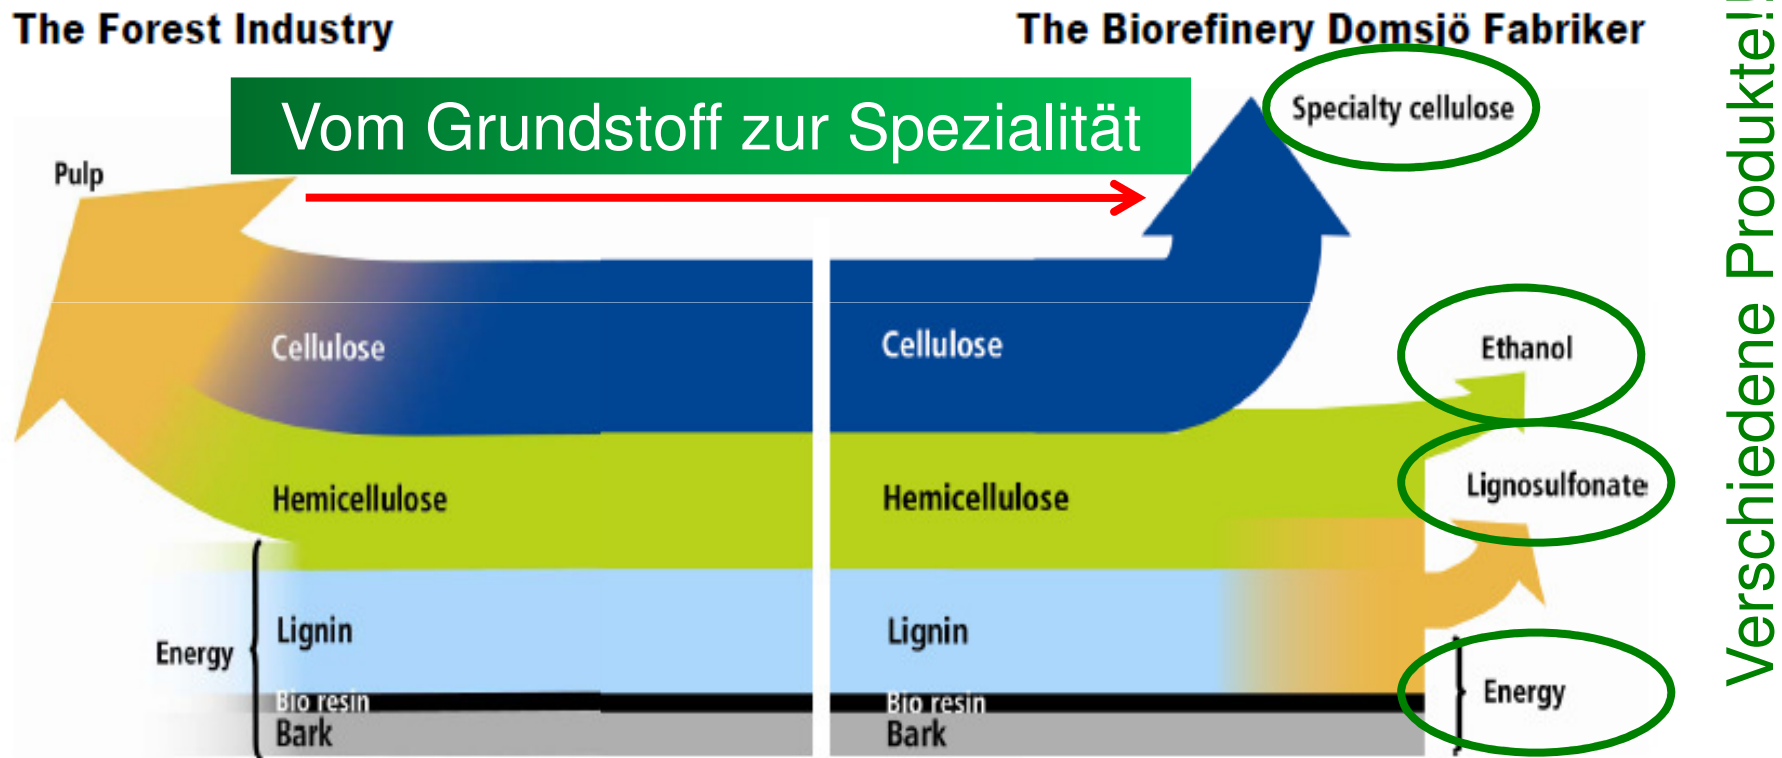 The Forest Industry
The Biorefinery Domsjö Fabriker
Vom Grundstoff zur Spezialität
Pulp
Specialty cellulose
Cellulose
Cellulose
Ethanol
Hemicellulose
Hemicellulose
Lignosulfonate
Energy
Lignin
Lignin
Bio resin
Bio resin
Energy
Bark
Bark
Verschiedene Produkte!!